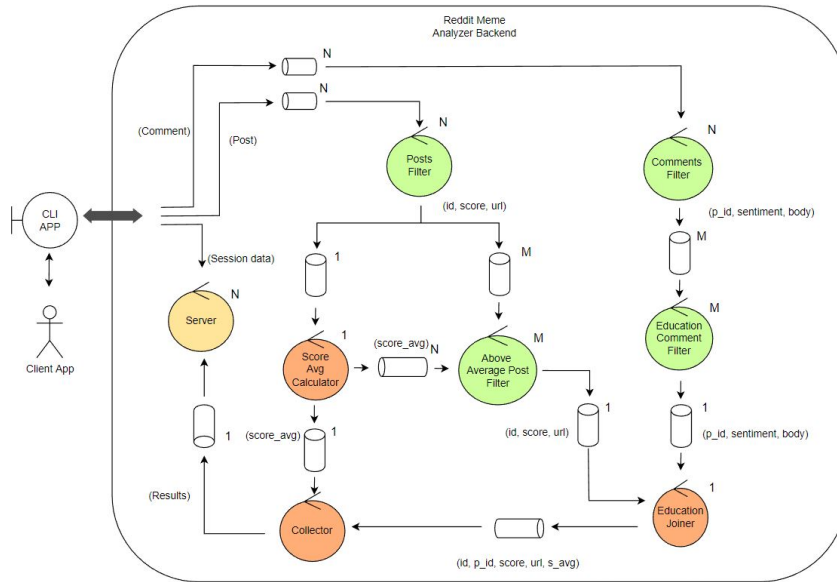 Reddit Meme
Analyzer Backend
N
N
(Comment)
(Post)
N
N
Posts
Filter
Comments
Filter
CLI
APP
(id, score, url)
(p_id, sentiment, body)
(Session data)
1
M
M
N
Server
Client App
1
(score_avg)
N
M
M
Score
Avg
Calculator
Above
Average Post
Filter
Education
Comment
Filter
1
(score_avg)
1
1
(id, score, url)
1
(p_id, sentiment, body)
(Results)
Collector
1
Education
Joiner
(id, p_id, score, url, s_avg)